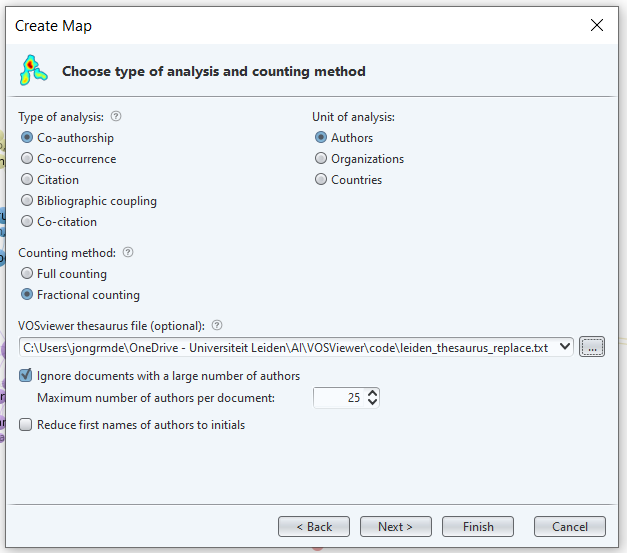 Create Map
Choose type of analysis and counting method
Type of analysis:
Unit of analysis:
Co-authorship
Authors
Co-occurrence
Organizations
Citation
Countries
Bibliographic coupling
Co-citation
Counting method:
Full counting
Fractional counting
VOSviewer thesaurus file (optional):
C:\Users\jongrmde\OneDrive - Universiteit Leiden\AI\VOSViewer\code\leiden_thesaurus_replace.txt
...
Ignore documents with a large number of authors
Maximum number of authors per document:
25
Reduce first names of authors to initials
< Back
Next >
Finish
Cancel